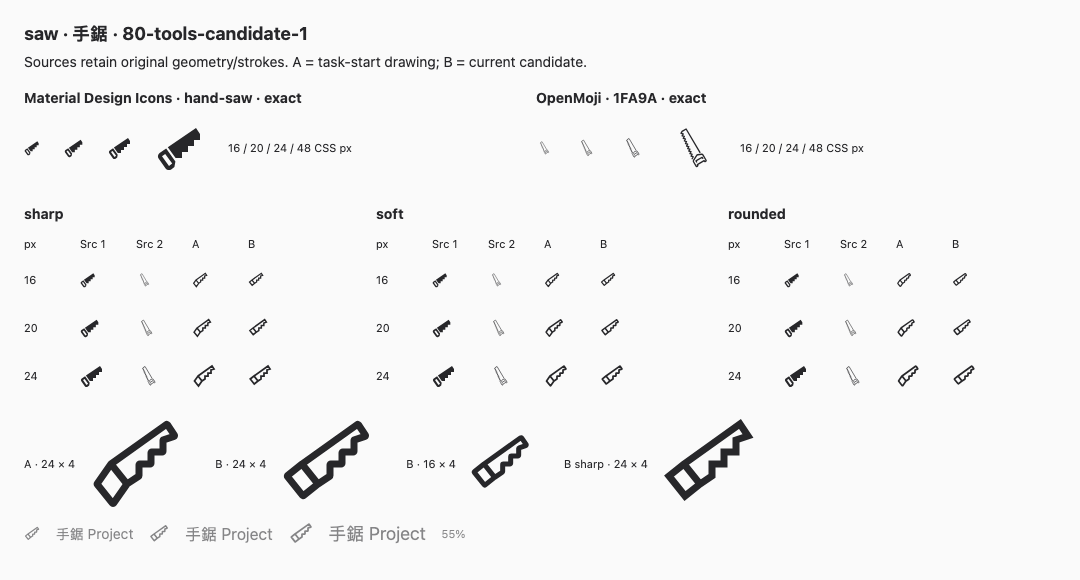 saw · 手鋸 · 80-tools-candidate-1
Sources retain original geometry/strokes. A = task-start drawing; B = current candidate.
Material Design Icons · hand-saw · exact
OpenMoji · 1FA9A · exact
16 / 20 / 24 / 48 CSS px
16 / 20 / 24 / 48 CSS px
sharp
soft
rounded
px Src 1 Src 2 A B
px Src 1 Src 2 A B
px Src 1 Src 2 A B
16
16
16
20
20
20
24
24
24
A · 24 × 4
B · 24 × 4
B · 16 × 4
B sharp · 24 × 4
手鋸 Project
手鋸 Project
手鋸 Project
55%